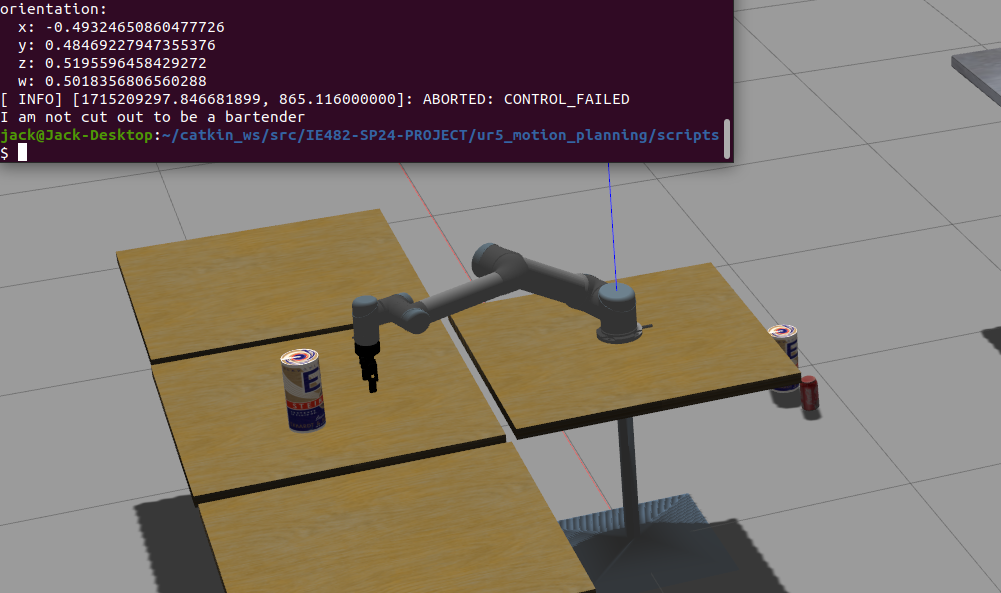 orientation:
  x: -0.49324650860477726
  y: 0.48469227947355376
  z: 0.5195596458429272
  w: 0.5018356806560288
[ INFO] [1715209297.846681899, 865.116000000]: ABORTED: CONTROL_FAILED
I am not cut out to be a bartender
jack@Jack-Desktop:~/catkin_ws/src/IE482-SP24-PROJECT/ur5_motion_planning/scripts
$
E